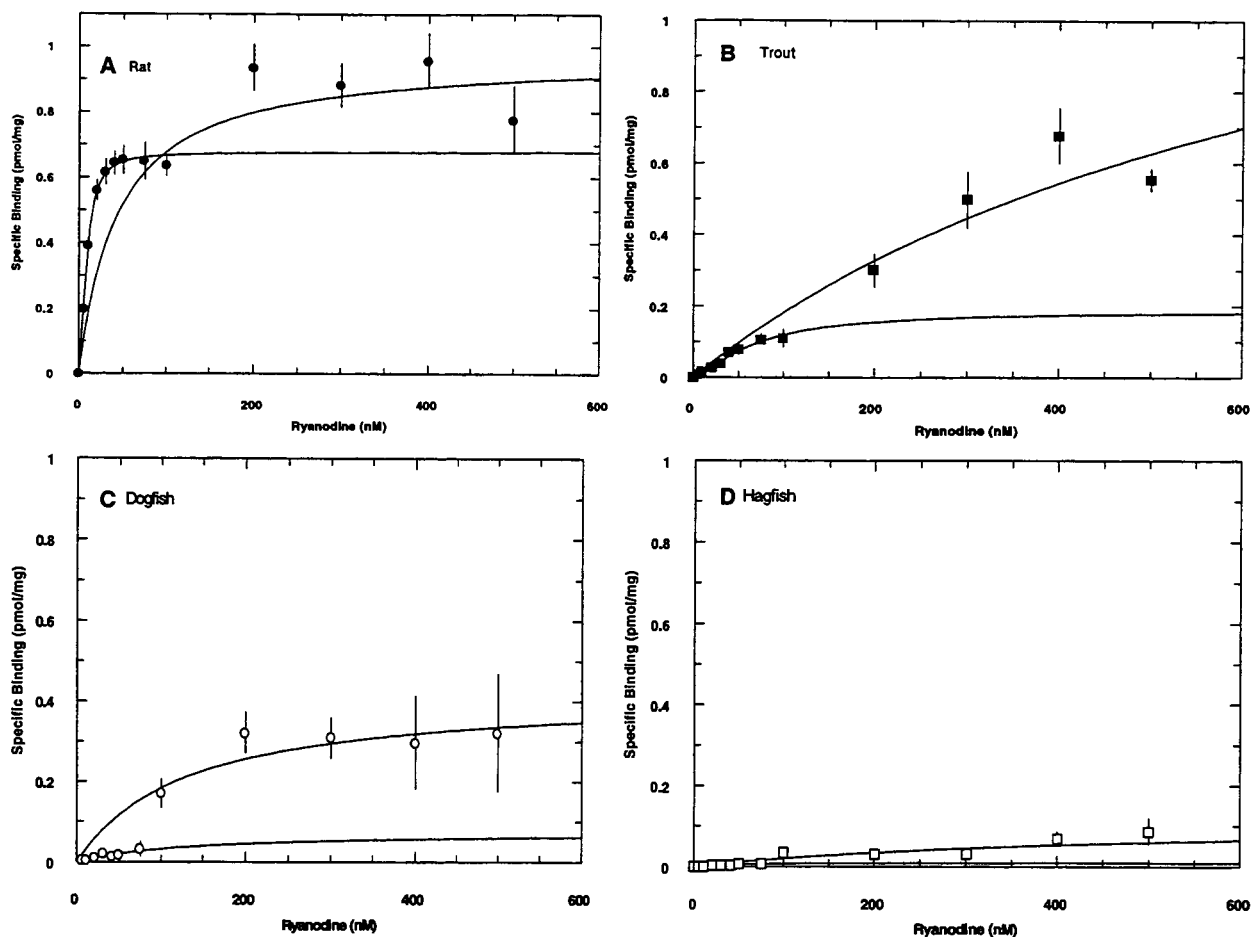 A Rat
1
0.8
0.6
0.4
0.2
0
Specific Binding (pmol/mg)
0 200 400 600
Ryanodine (nM)
B Trout
1
0.8
0.6
0.4
0.2
0
Specific Binding (pmol/mg)
0 200 400 600
Ryanodine (nM)
C Dogfish
1
0.8
0.6
0.4
0.2
0
Specific Binding (pmol/mg)
0 200 400 600
Ryanodine (nM)
D Hagfish
1
0.8
0.6
0.4
0.2
0
Specific Binding (pmol/mg)
0 200 400 600
Ryanodine (nM)